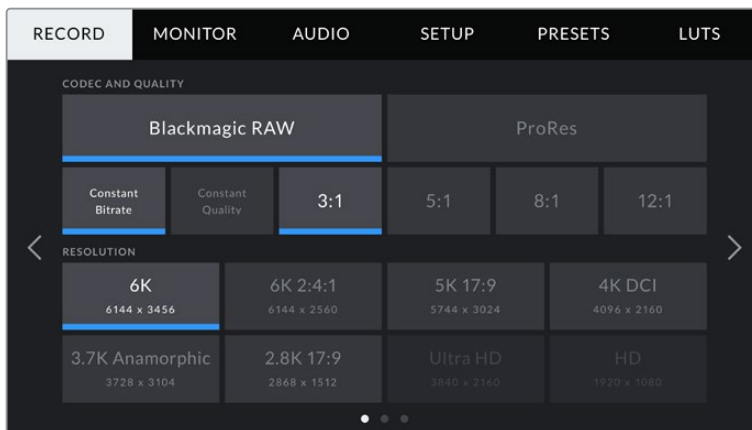 RECORD MONITOR AUDIO SETUP PRESETS LUTS
CODEC AND QUALITY
Blackmagic RAW ProRes
Constant Bitrate Constant Quality 3:1 5:1 8:1 12:1
RESOLUTION
6K 6K 2:4:1 5K 17:9 4K DCI
6144 x 3456 6144 x 2560 5744 x 3024 4096 x 2160
3.7K Anamorphic 2.8K 17:9 Ultra HD HD
3728 x 3104 2868 x 1512 3840 x 2160 1920 x 1080